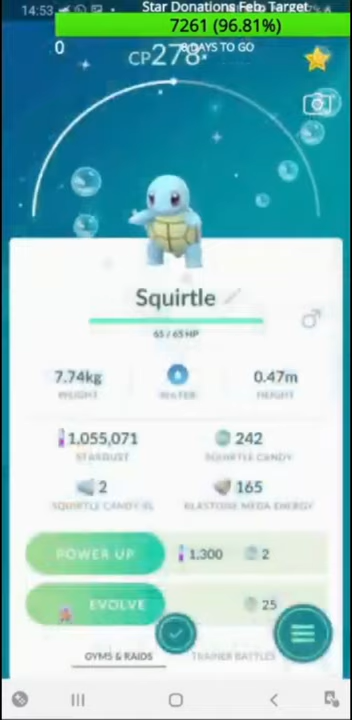 14:53
Star Donations Feb, Target
7261 (96.81%)
0
8 DAYS TO GO
CP278
Squirtle
65 / 65 HP
7.74kg
0.47m
WEIGHT
WATER
HEIGHT
1,055,071
242
STARDUST
SQUIRTLE CANDY
2
165
SQUIRTLE CANDY XL
BLASTOISE MEGA ENERGY
POWER UP
1,300
2
EVOLVE
25
GYMS & RAIDS
TRAINER BATTLES